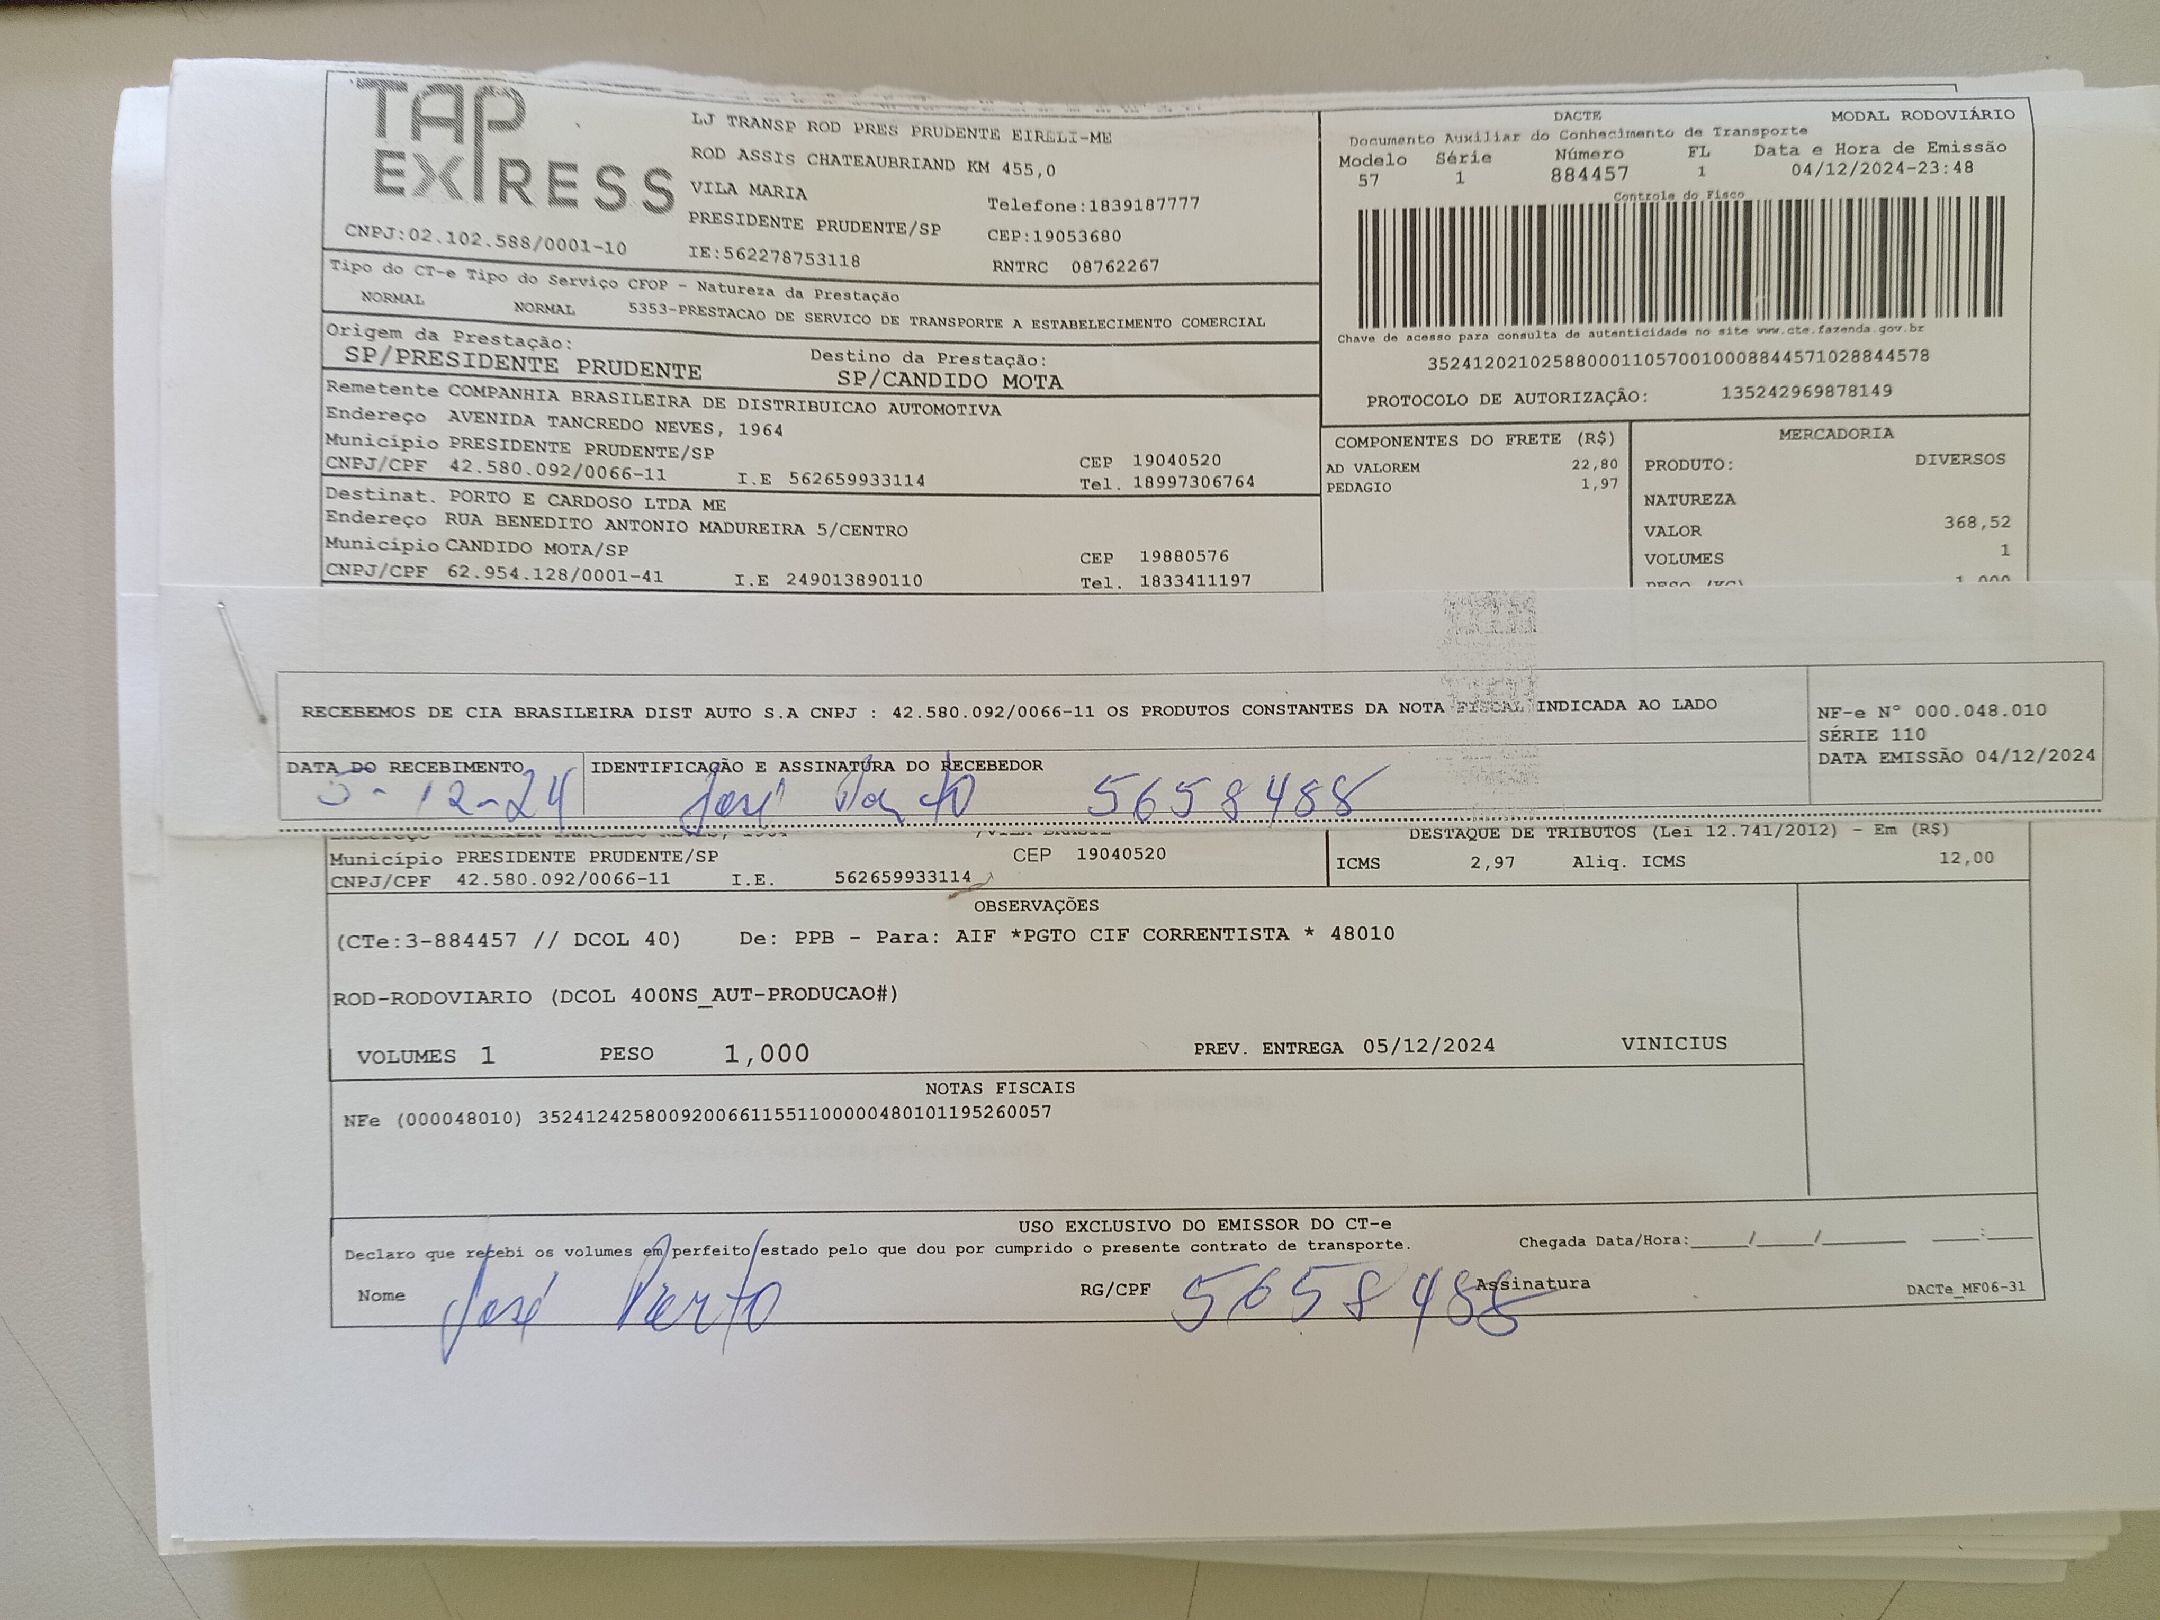 TAP
EXPRESS
CNPJ:02.102.588/0001-10
LJ TRANSP ROD PRES PRUDENTE EIRELI-ME
ROD ASSIS CHATEAUBRIAND KM 455,0
VILA MARIA
Telefone:1839187777
PRESIDENTE PRUDENTE/SP CEP:19053680
IE:562278753118 RNTRC 08762267
DACTE MODAL RODOVIÁRIO
Documento Auxiliar do Conhecimento de Transporte
Modelo Série Número FL Data e Hora de Emissão
57 1 884457 1 04/12/2024-23:48
Controle do Fisco
Chave de acesso para consulta de autenticidade no site www.cte.fazenda.gov.br
35241202102588000110570010008844571028844578
PROTOCOLO DE AUTORIZAÇÃO: 135242969878149
Tipo do CT-e Tipo do Serviço CFOP - Natureza da Prestação
NORMAL NORMAL 5353-PRESTACAO DE SERVICO DE TRANSPORTE A ESTABELECIMENTO COMERCIAL
Origem da Prestação: Destino da Prestação:
SP/PRESIDENTE PRUDENTE SP/CANDIDO MOTA
Remetente COMPANHIA BRASILEIRA DE DISTRIBUICAO AUTOMOTIVA
Endereço AVENIDA TANCREDO NEVES, 1964
Município PRESIDENTE PRUDENTE/SP CEP 19040520
CNPJ/CPF 42.580.092/0066-11 I.E 562659933114 Tel. 18997306764
Destinat. PORTO E CARDOSO LTDA ME
Endereço RUA BENEDITO ANTONIO MADUREIRA 5/CENTRO
Município CANDIDO MOTA/SP CEP 19880576
CNPJ/CPF 62.954.128/0001-41 I.E 249013890110 Tel. 1833411197
COMPONENTES DO FRETE (R$)
AD VALOREM 22,80
PEDAGIO 1,97
MERCADORIA
PRODUTO: DIVERSOS
NATUREZA
VALOR 368,52
VOLUMES 1
PESO (KG) 1,000
RECEBEMOS DE CIA BRASILEIRA DIST AUTO S.A CNPJ : 42.580.092/0066-11 OS PRODUTOS CONSTANTES DA NOTA FISCAL INDICADA AO LADO
NF-e N° 000.048.010
SÉRIE 110
DATA EMISSÃO 04/12/2024
DATA DO RECEBIMENTO IDENTIFICAÇÃO E ASSINATURA DO RECEBEDOR
5-12-24 José Porto 5658488
DESTAQUE DE TRIBUTOS (Lei 12.741/2012) - Em (R$)
Município PRESIDENTE PRUDENTE/SP CEP 19040520
CNPJ/CPF 42.580.092/0066-11 I.E. 562659933114
ICMS 2,97 Aliq. ICMS 12,00
OBSERVAÇÕES
(CTe:3-884457 // DCOL 40) De: PPB - Para: AIF *PGTO CIF CORRENTISTA * 48010
ROD-RODOVIARIO (DCOL 400NS_AUT-PRODUCAO#)
VOLUMES 1 PESO 1,000 PREV. ENTREGA 05/12/2024 VINICIUS
NOTAS FISCAIS
NFe (000048010) 35241242580092006611551100000480101195260057
USO EXCLUSIVO DO EMISSOR DO CT-e
Declaro que recebi os volumes em perfeito estado pelo que dou por cumprido o presente contrato de transporte. Chegada Data/Hora:_____/_____/________ ____:____
Nome José Porto RG/CPF 5658488 Assinatura DACTe_MF06-31